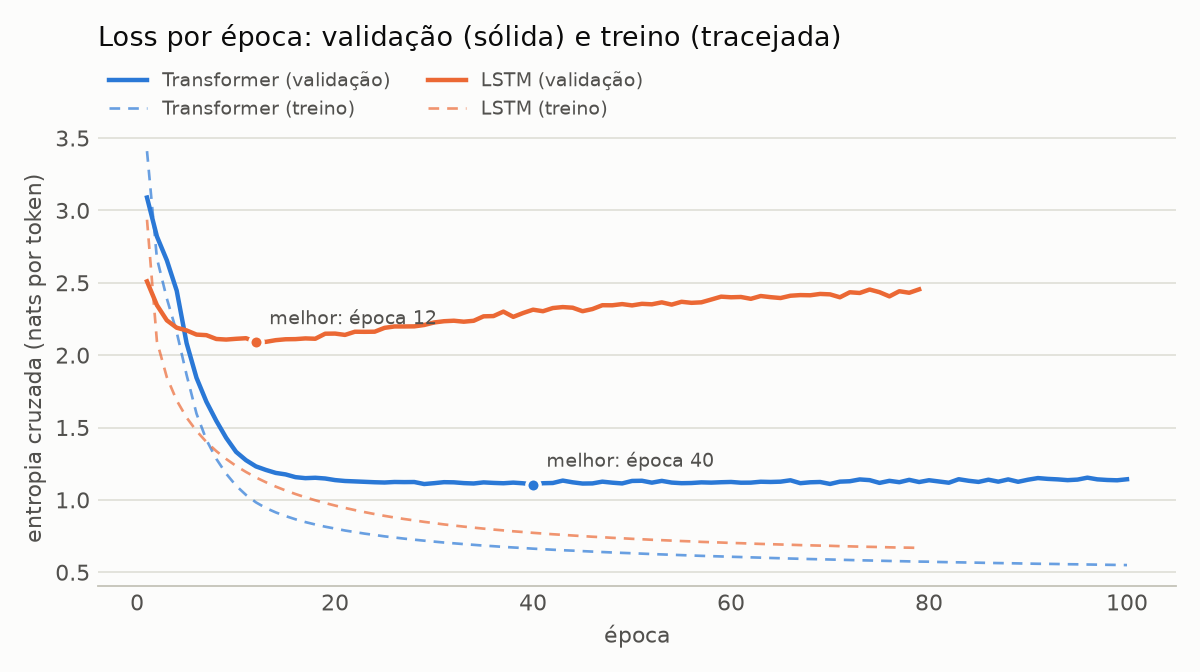 Loss por época: validação (sólida) e treino (tracejada)
Transformer (validação)
LSTM (validação)
Transformer (treino)
LSTM (treino)
entropia cruzada (nats por token)
3.5
3.0
2.5
2.0
1.5
1.0
0.5
melhor: época 12
melhor: época 40
0
20
40
60
80
100
época